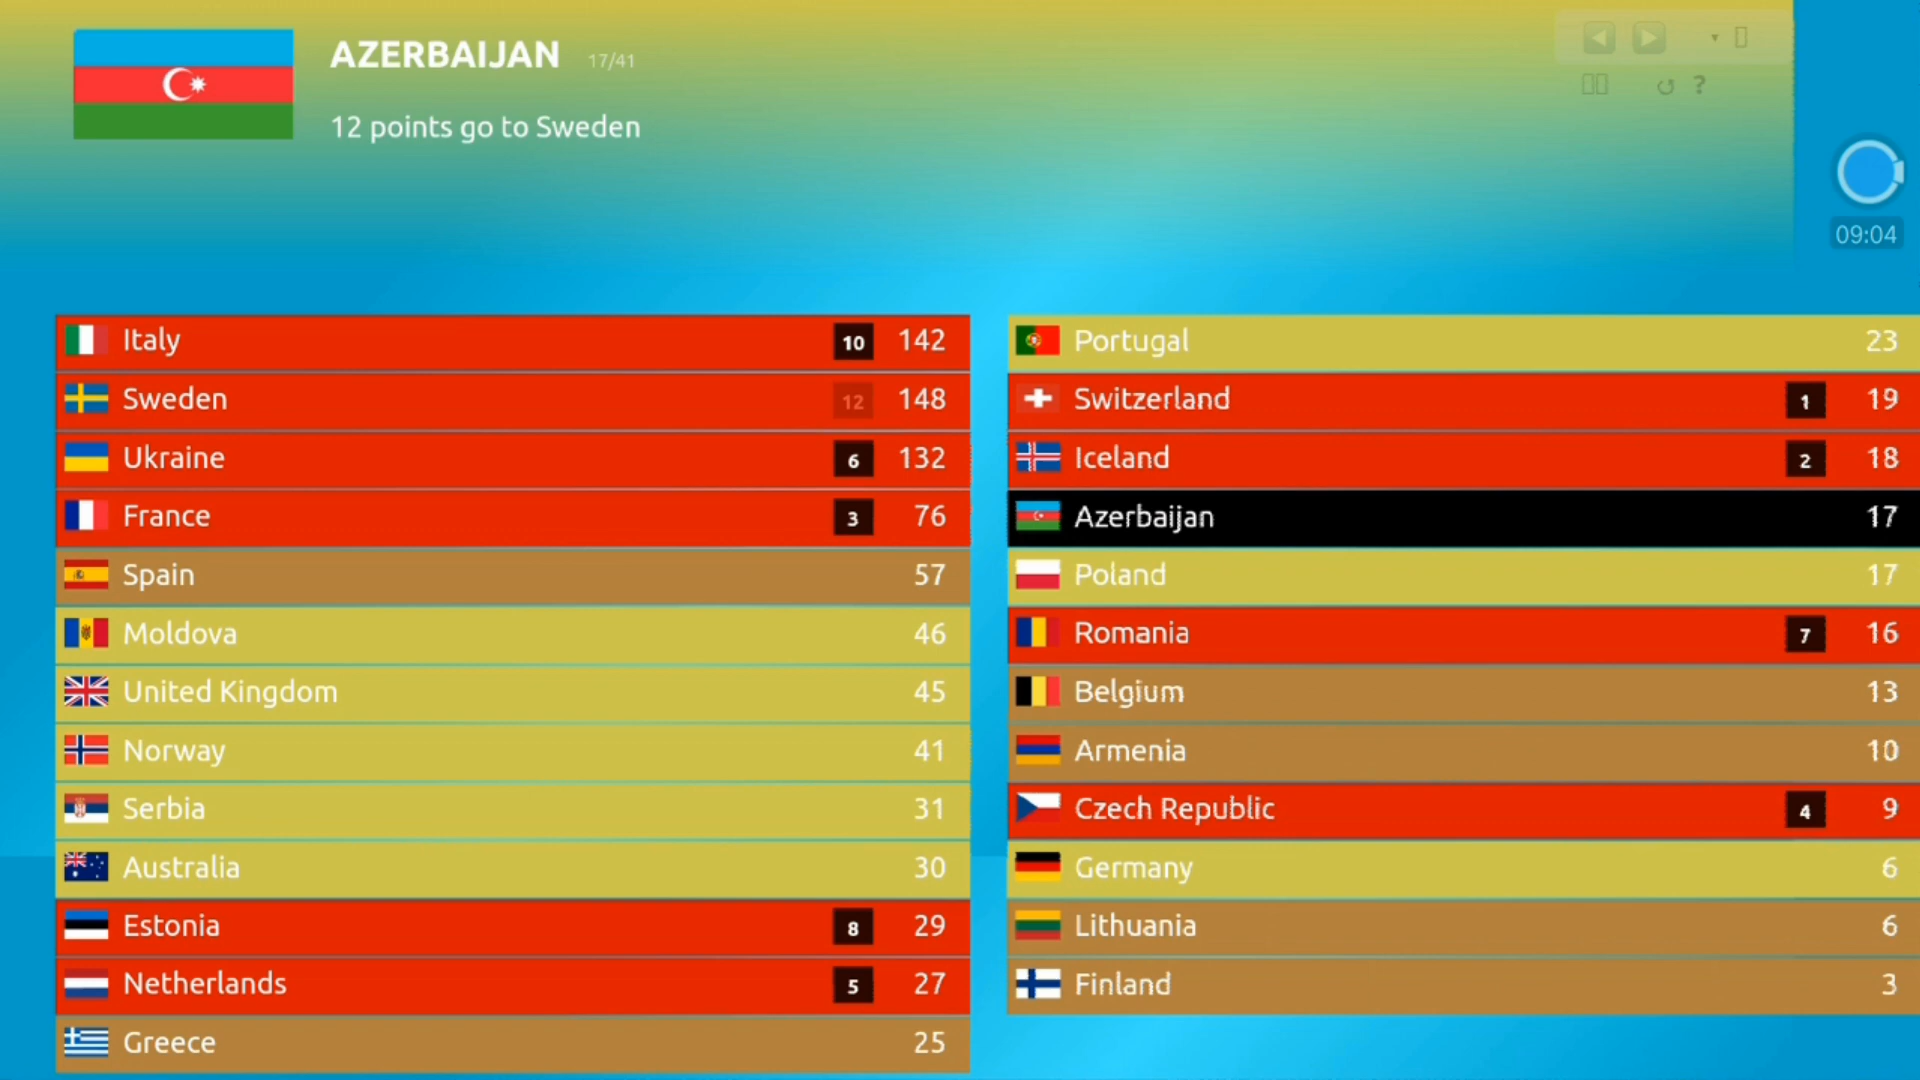 AZERBAIJAN 17/41
12 points go to Sweden
?
09:04
Italy 10 142
Sweden 12 148
Ukraine 6 132
France 3 76
Spain 57
Moldova 46
United Kingdom 45
Norway 41
Serbia 31
Australia 30
Estonia 8 29
Netherlands 5 27
Greece 25
Portugal 23
Switzerland 1 19
Iceland 2 18
Azerbaijan 17
Poland 17
Romania 7 16
Belgium 13
Armenia 10
Czech Republic 4 9
Germany 6
Lithuania 6
Finland 3